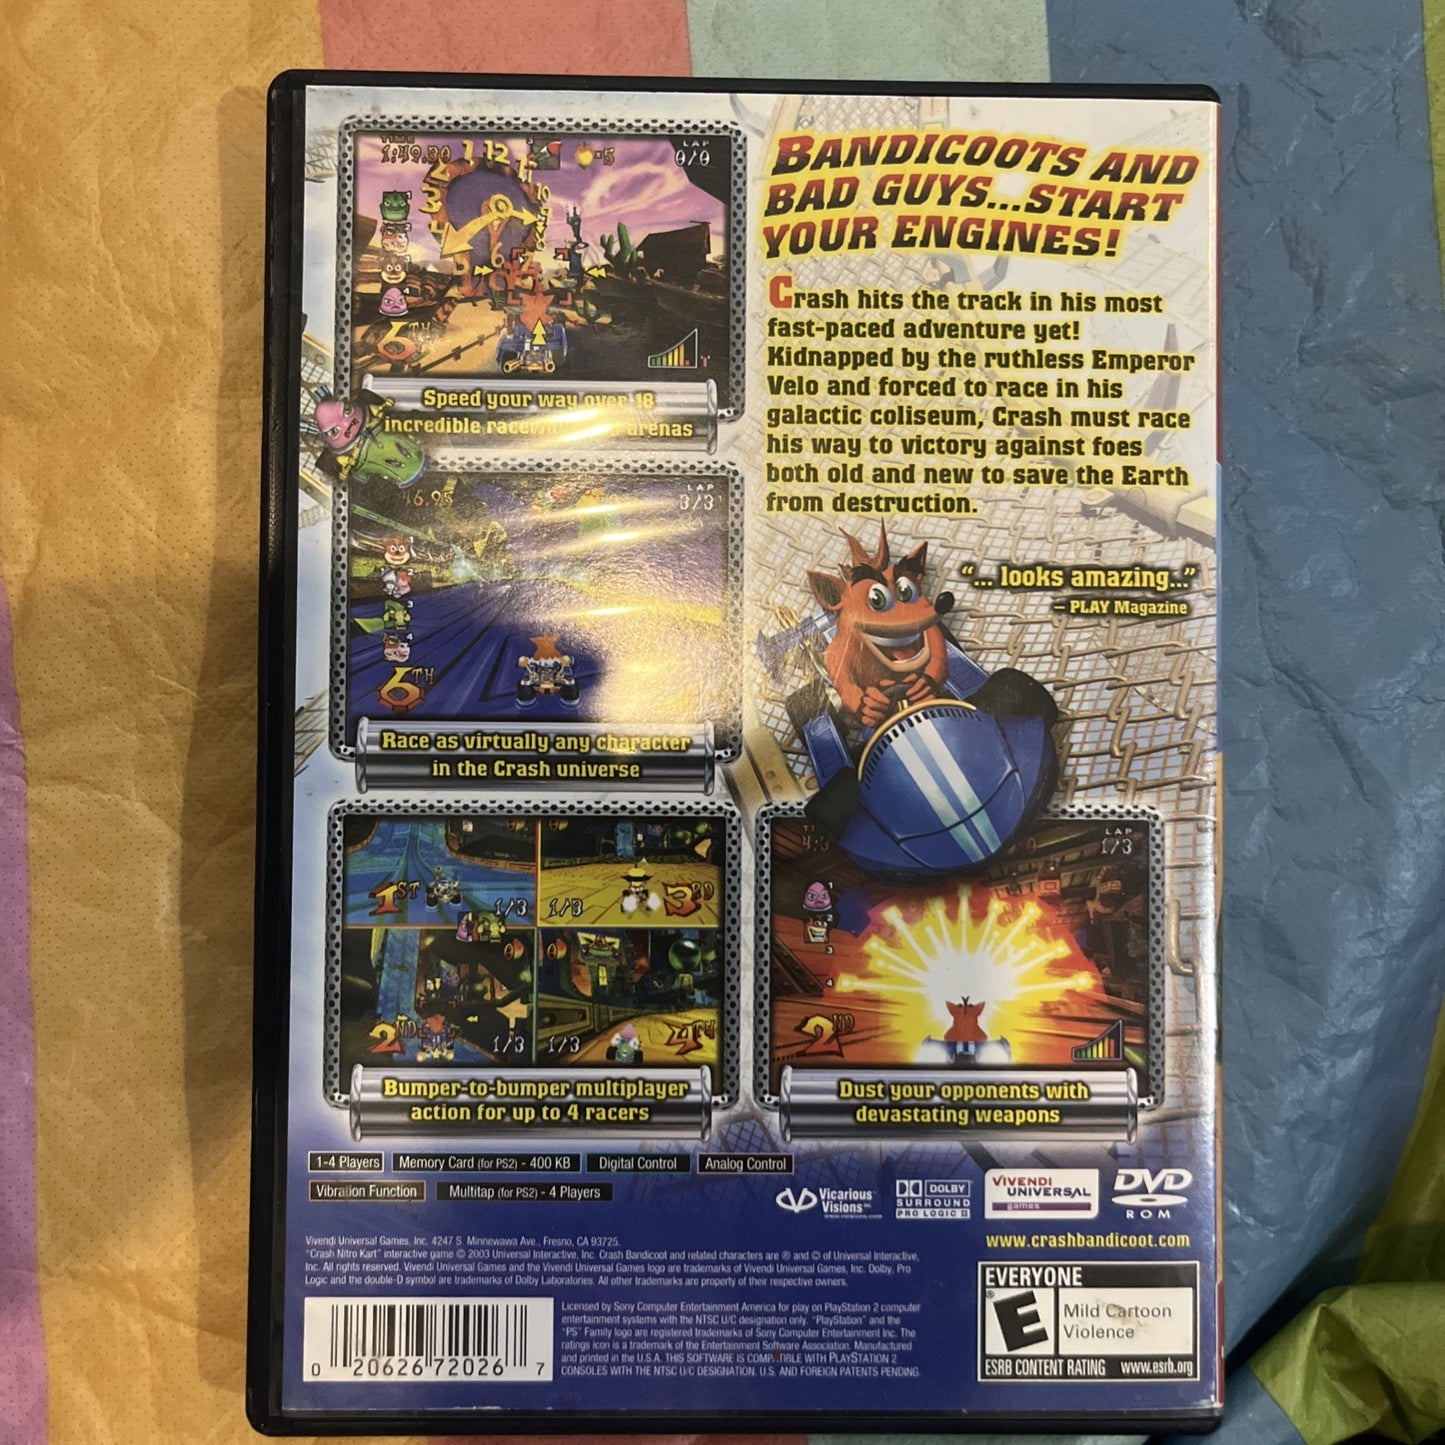 BANDICOOTS AND
BAD GUYS...START
YOUR ENGINES!
Crash hits the track in his most
fast-paced adventure yet!
Kidnapped by the ruthless Emperor
Velo and forced to race in his
galactic coliseum, Crash must race
his way to victory against foes
both old and new to save the Earth
from destruction.
"... looks amazing..."
– PLAY Magazine
TIME
1:49.80
×5
LAP
0/0
6TH
Speed your way over 18
incredible arenas
LAP
3/3
6TH
Race as virtually any character
in the Crash universe
1ST
1/3
1/3
3RD
2ND
1/3
1/3
4TH
Bumper-to-bumper multiplayer
action for up to 4 racers
LAP
1/3
2ND
Dust your opponents with
devastating weapons
1-4 Players
Memory Card (for PS2) - 400 KB
Digital Control
Analog Control
Vibration Function
Multitap (for PS2) - 4 Players
Vicarious
Visions
DOLBY
SURROUND
PRO LOGIC II
VIVENDI
UNIVERSAL
games
DVD
ROM
www.crashbandicoot.com
Vivendi Universal Games, Inc. 4247 S. Minnewawa Ave., Fresno, CA 93725.
"Crash Nitro Kart" interactive game © 2003 Universal Interactive, Inc. Crash Bandicoot and related characters are ® and © of Universal Interactive,
Inc. All rights reserved. Vivendi Universal Games and the Vivendi Universal Games logo are trademarks of Vivendi Universal Games, Inc. Dolby, Pro
Logic and the double-D symbol are trademarks of Dolby Laboratories. All other trademarks are property of their respective owners.
Licensed by Sony Computer Entertainment America for play on PlayStation 2 computer
entertainment systems with the NTSC U/C designation only. "PlayStation" and the
"PS" Family logo are registered trademarks of Sony Computer Entertainment Inc. The
ratings icon is a trademark of the Entertainment Software Association. Manufactured
and printed in the U.S.A. THIS SOFTWARE IS COMPATIBLE WITH PLAYSTATION 2
CONSOLES WITH THE NTSC U/C DESIGNATION. U.S. AND FOREIGN PATENTS PENDING.
0 20626 72026 7
EVERYONE
E
Mild Cartoon
Violence
ESRB CONTENT RATING www.esrb.org